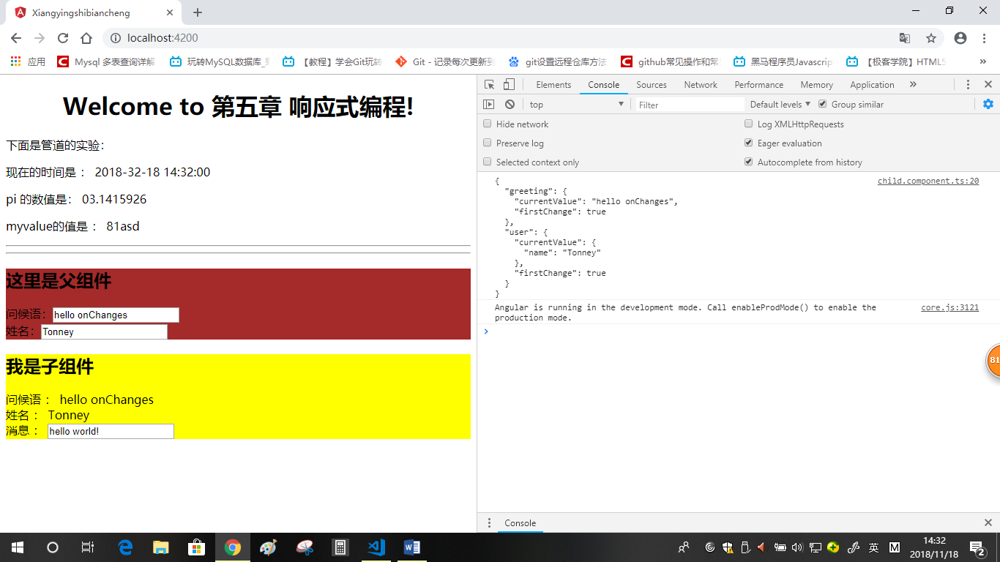 Xiangyingshibiancheng
localhost:4200
应用 Mysql 多表查询详解 玩转MySQL数据库_ 【教程】学会Git玩转 Git - 记录每次更新到 git设置远程仓库方法 github常见操作和常 黑马程序员Javascrip 【极客学院】HTML5 »
Welcome to 第五章 响应式编程!
下面是管道的实验:
现在的时间是 : 2018-32-18 14:32:00
pi 的数值是: 03.1415926
myvalue的值是 : 81asd
这里是父组件
问候语: hello onChanges
姓名: Tonney
我是子组件
问候语 : hello onChanges
姓名 : Tonney
消息 : hello world!
Elements Console Sources Network Performance Memory Application »
top Filter Default levels Group similar
Hide network Log XMLHttpRequests
Preserve log Eager evaluation
Selected context only Autocomplete from history
{ child.component.ts:20
"greeting": {
"currentValue": "hello onChanges",
"firstChange": true
},
"user": {
"currentValue": {
"name": "Tonney"
},
"firstChange": true
}
}
Angular is running in the development mode. Call enableProdMode() to enable the core.js:3121
production mode.
81
Console
英 M 14:32
2018/11/18 2